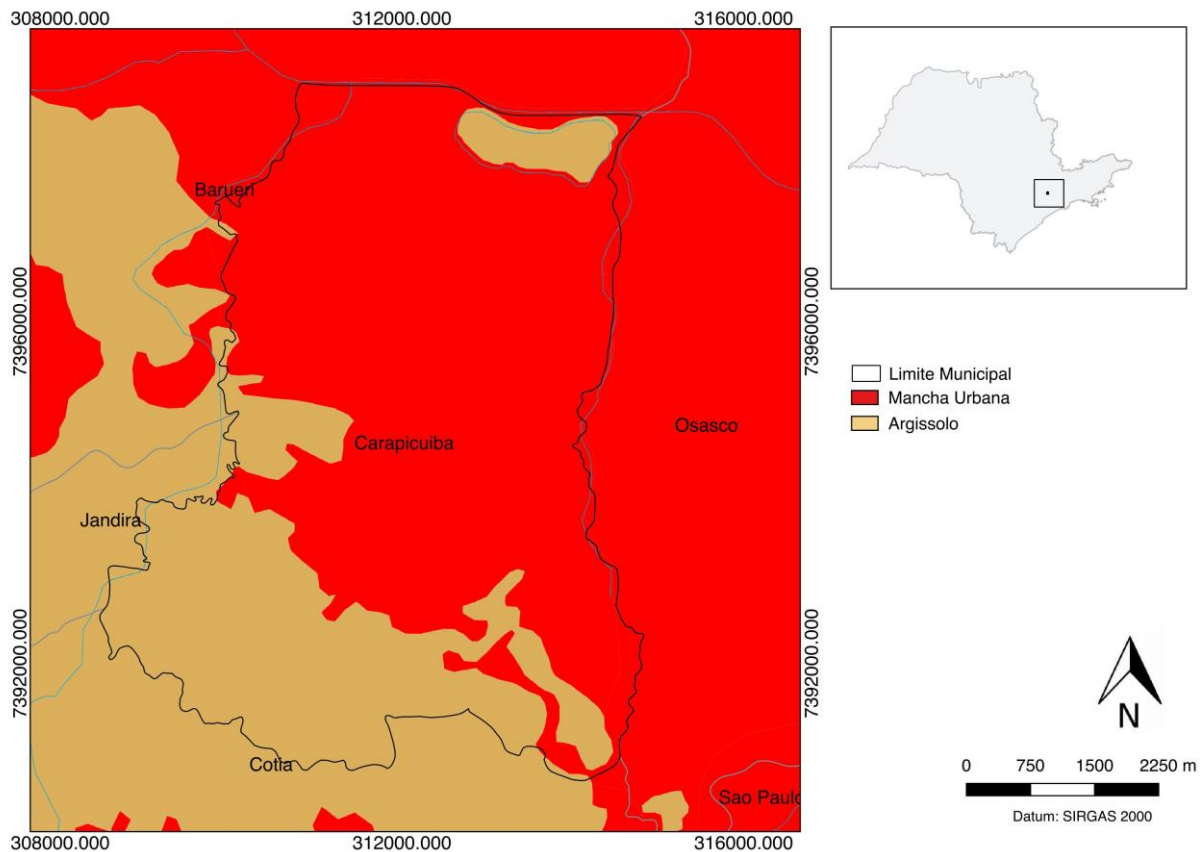 308000.000 312000.000 316000.000
7396000.000
7392000.000
Barueri
Carapicuiba
Osasco
Jandira
Cotia
Sao Paulo
7396000.000
7392000.000
308000.000 312000.000 316000.000
Limite Municipal
Mancha Urbana
Argissolo
N
0 750 1500 2250 m
Datum: SIRGAS 2000